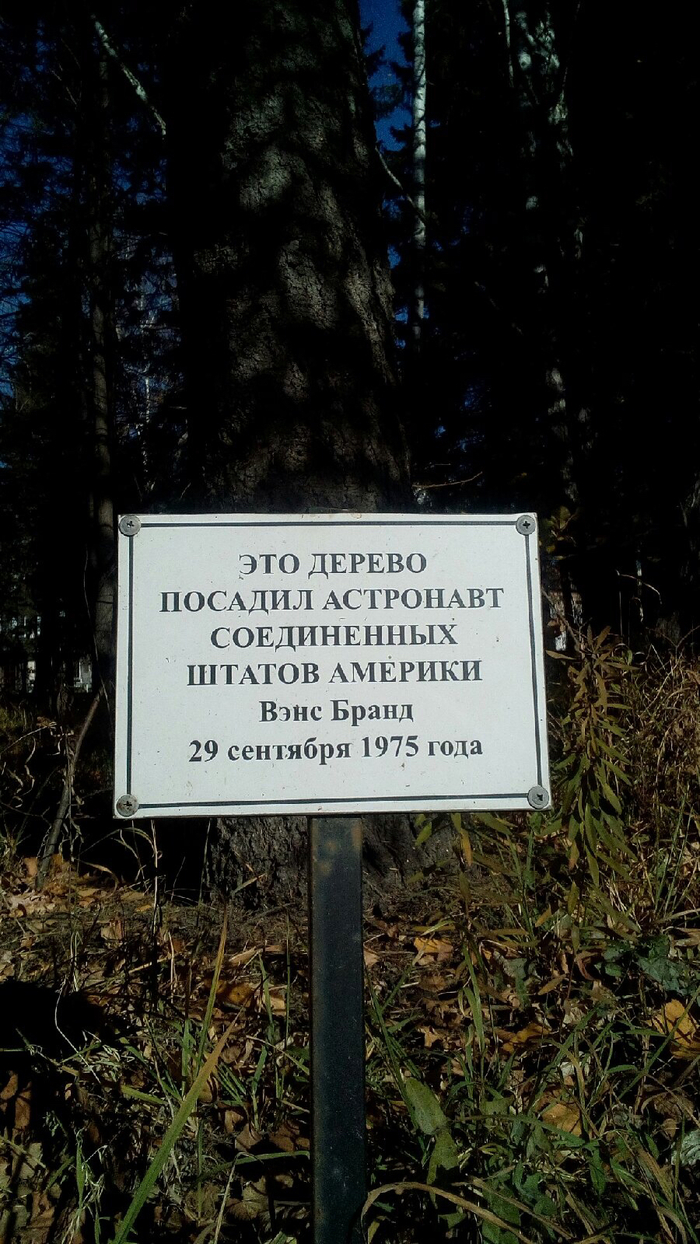 ЭТО ДЕРЕВО
ПОСАДИЛ АСТРОНАВТ
СОЕДИНЕННЫХ
ШТАТОВ АМЕРИКИ
Вэнс Бранд
29 сентября 1975 года